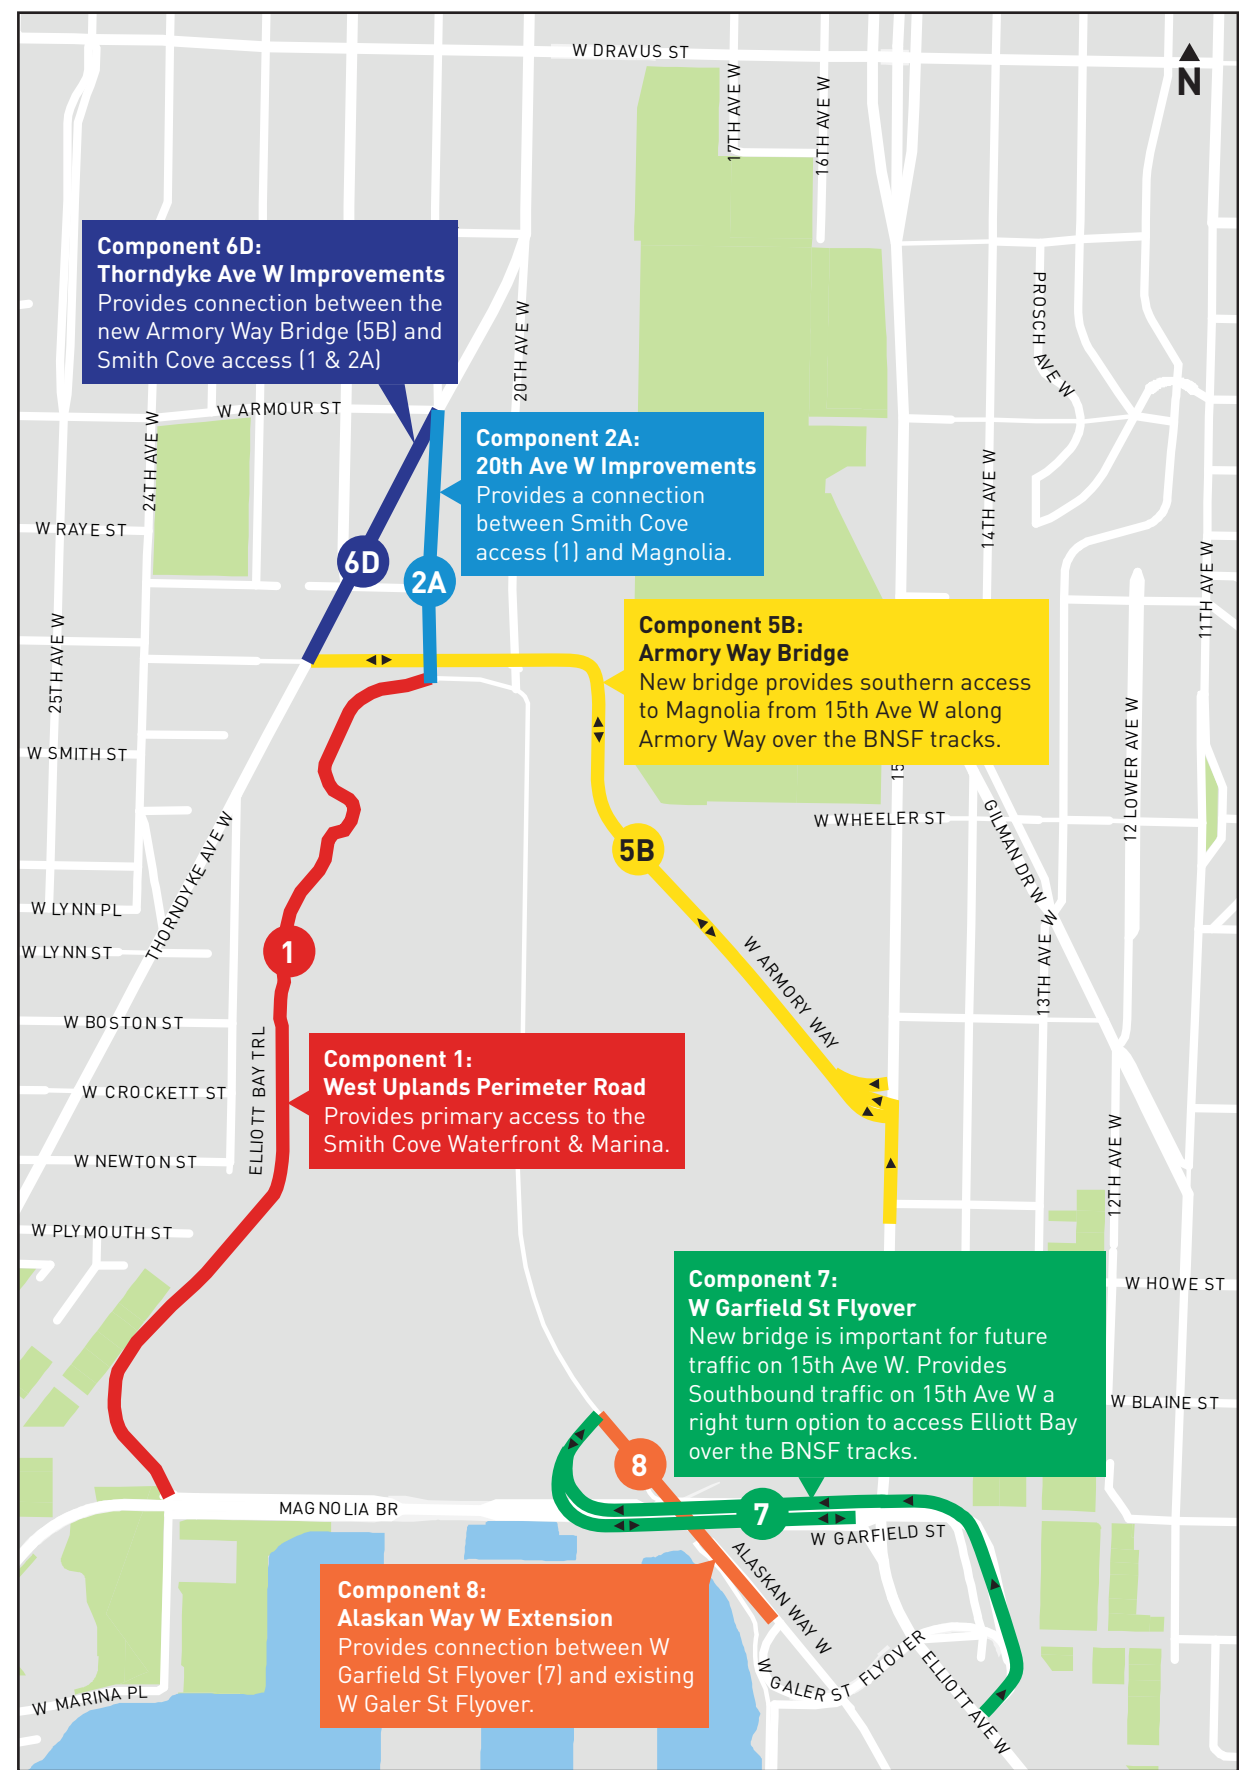 W DRAVUS ST
N
17TH AVE W
16TH AVE W
Component 6D:
Thorndyke Ave W Improvements
Provides connection between the
new Armory Way Bridge (5B) and
Smith Cove access (1 & 2A)
20TH AVE W
PROSCH AVE W
W ARMOUR ST
24TH AVE W
Component 2A:
20th Ave W Improvements
Provides a connection
between Smith Cove
access (1) and Magnolia.
14TH AVE W
W RAYE ST
6D
2A
11TH AVE W
25TH AVE W
Component 5B:
Armory Way Bridge
New bridge provides southern access
to Magnolia from 15th Ave W along
Armory Way over the BNSF tracks.
W SMITH ST
15
12 LOWER AVE W
W WHEELER ST
GILMAN DR W
THORNDYKE AVE W
5B
W LYNN PL
W LYNN ST
1
W ARMORY WAY
13TH AVE W
W BOSTON ST
ELLIOTT BAY TRL
Component 1:
West Uplands Perimeter Road
Provides primary access to the
Smith Cove Waterfront & Marina.
W CROCKETT ST
W NEWTON ST
12TH AVE W
W PLYMOUTH ST
Component 7:
W Garfield St Flyover
New bridge is important for future
traffic on 15th Ave W. Provides
Southbound traffic on 15th Ave W a
right turn option to access Elliott Bay
over the BNSF tracks.
W HOWE ST
W BLAINE ST
8
MAGNOLIA BR
7
W GARFIELD ST
ALASKAN WAY W
Component 8:
Alaskan Way W Extension
Provides connection between W
Garfield St Flyover (7) and existing
W Galer St Flyover.
W GALER ST FLYOVER
ELLIOTT AVE W
W MARINA PL